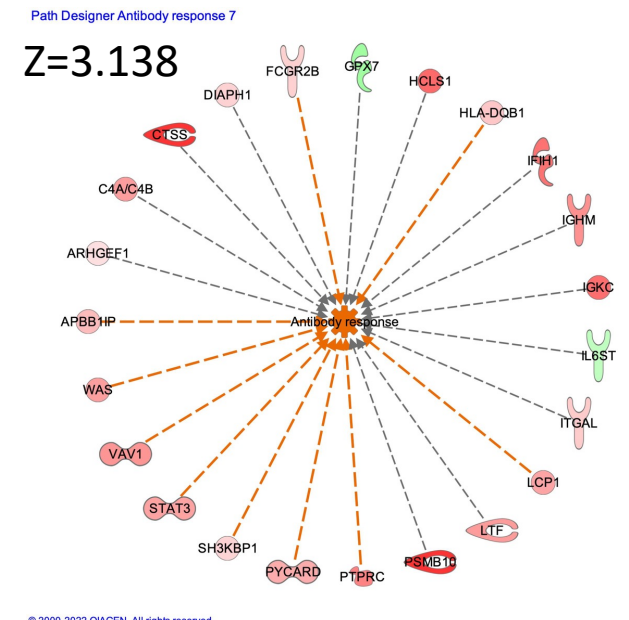 Path Designer Antibody response 7
Z=3.138
FCGR2B
GPX7
HCLS1
DIAPH1
HLA-DQB1
CTSS
IFIH1
C4A/C4B
IGHM
ARHGEF1
IGKC
APBB1IP
Antibody response
IL6ST
WAS
ITGAL
VAV1
LCP1
STAT3
LTF
SH3KBP1
PSMB10
PYCARD
PTPRC
© 2000-2022 QIAGEN. All rights reserved.